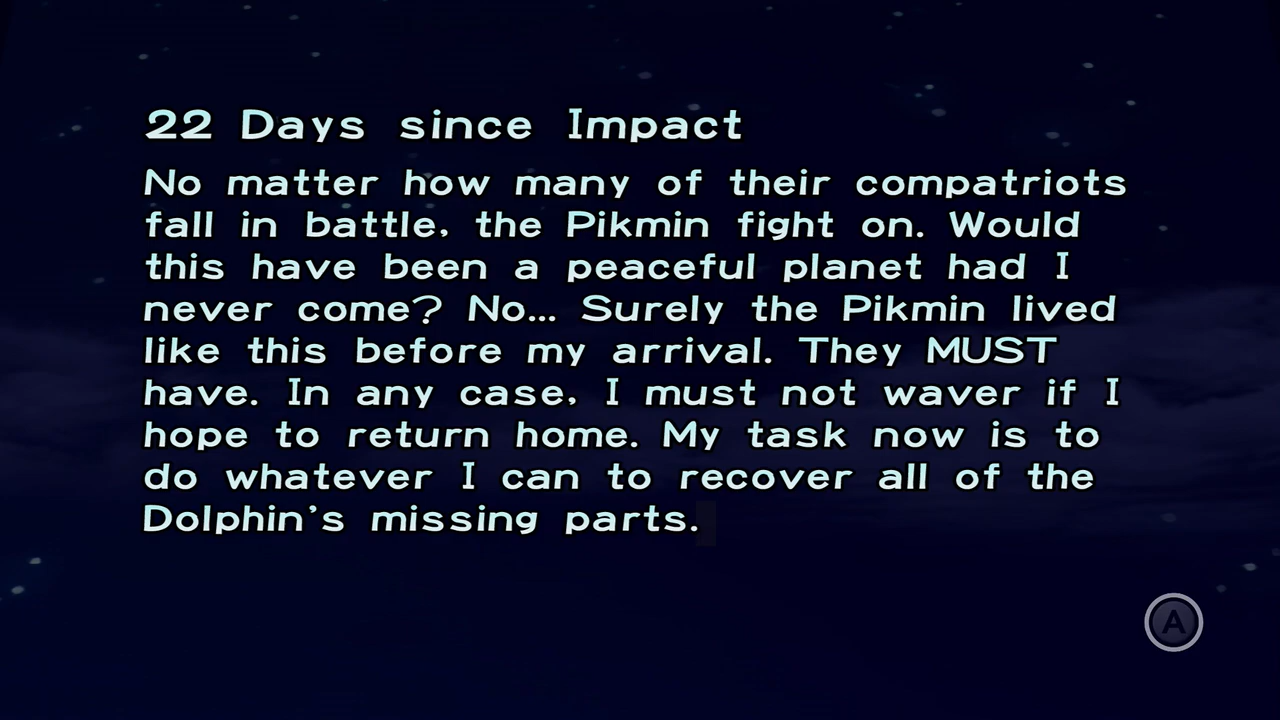 22 Days since Impact
No matter how many of their compatriots
fall in battle, the Pikmin fight on. Would
this have been a peaceful planet had I
never come? No... Surely the Pikmin lived
like this before my arrival. They MUST
have. In any case, I must not waver if I
hope to return home. My task now is to
do whatever I can to recover all of the
Dolphin's missing parts.
A